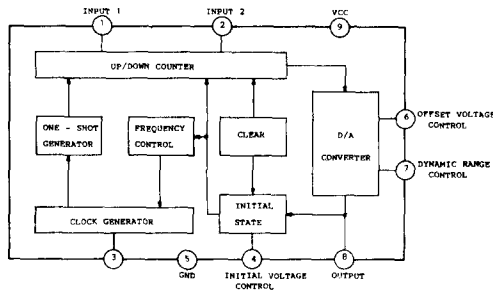 INPUT 1 INPUT 2 VCC
1 2 9
UP/DOWN COUNTER
ONE - SHOT
GENERATOR
FREQUENCY
CONTROL
CLEAR
D/A
CONVERTER
6 OFFSET VOLTAGE
CONTROL
7 DYNAMIC RANGE
CONTROL
CLOCK GENERATOR
INITIAL
STATE
3 5 4 8
GND INITIAL VOLTAGE
CONTROL
OUTPUT